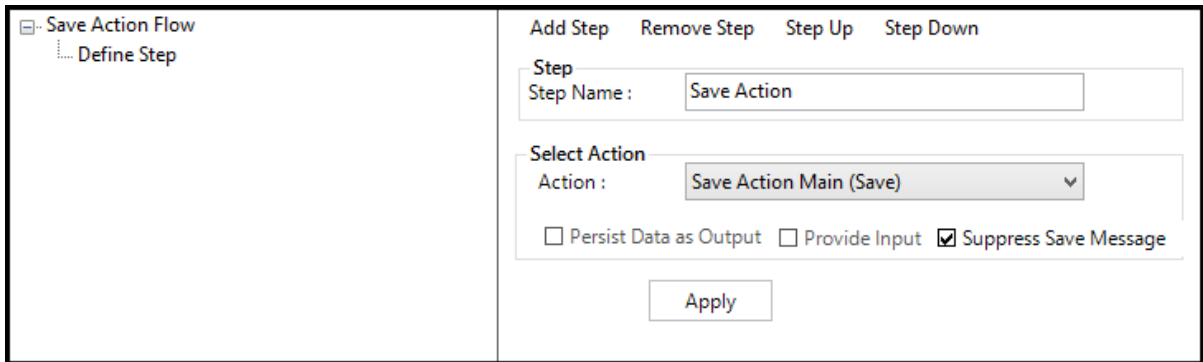 Save Action Flow
Define Step
Add Step Remove Step Step Up Step Down
Step
Step Name : Save Action
Select Action
Action : Save Action Main (Save)
Persist Data as Output Provide Input Suppress Save Message
Apply